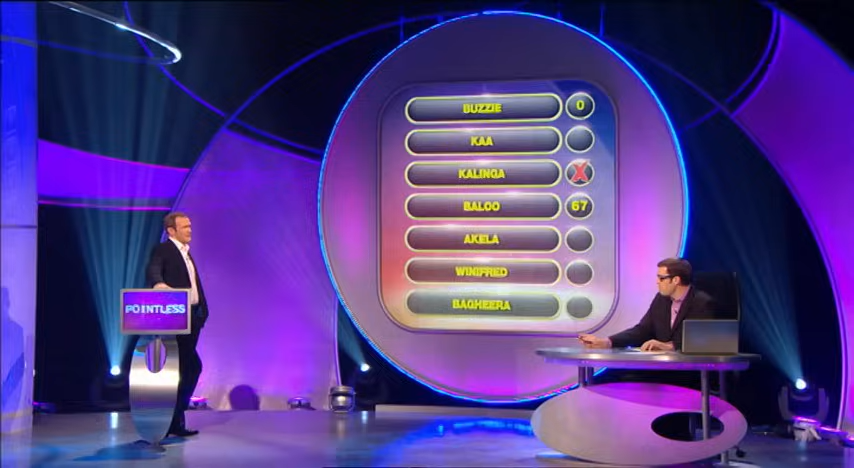 BUZZIE 0
KAA
KALINGA X
BALOO 67
AKELA
WINIFRED
BAGHEERA
POINTLESS